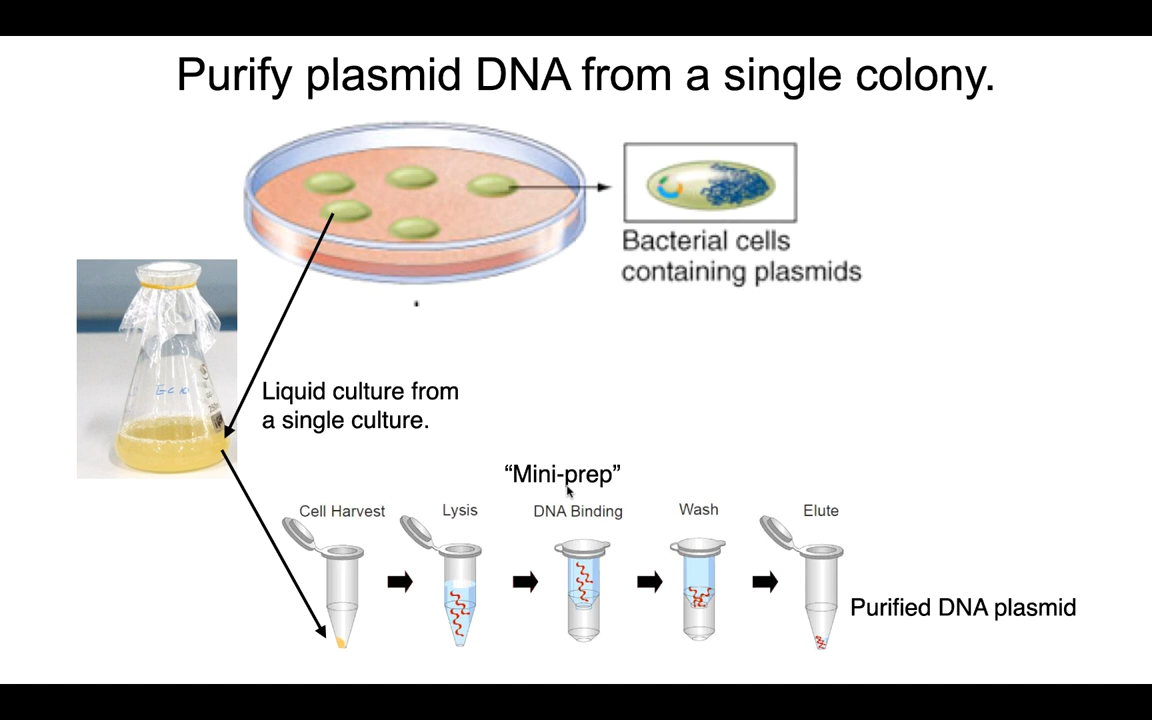 Purify plasmid DNA from a single colony.
Bacterial cells
containing plasmids
Liquid culture from
a single culture.
“Mini-prep”
Cell Harvest
Lysis
DNA Binding
Wash
Elute
Purified DNA plasmid